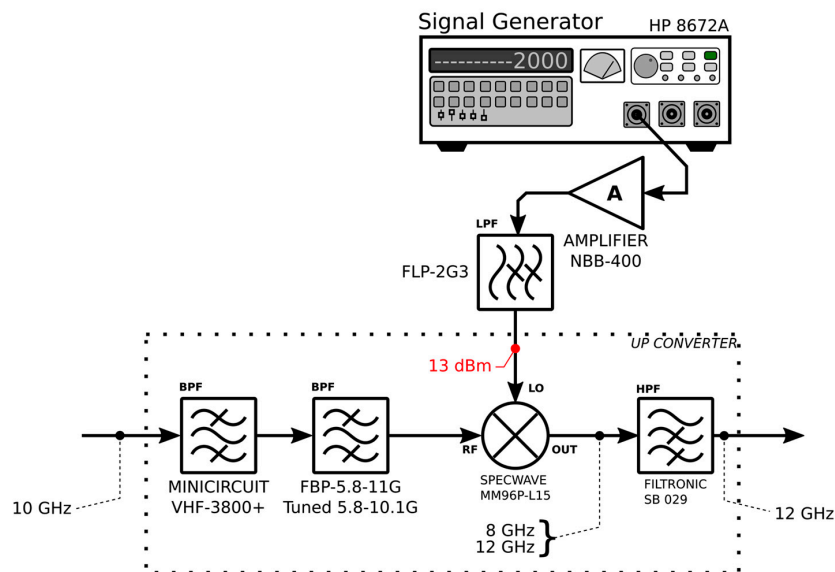 Signal Generator
HP 8672A
----------2000
A
LPF
AMPLIFIER
NBB-400
FLP-2G3
UP CONVERTER
13 dBm
LO
BPF
BPF
HPF
RF
OUT
MINICIRCUIT
VHF-3800+
FBP-5.8-11G
Tuned 5.8-10.1G
SPECWAVE
MM96P-L15
FILTRONIC
SB 029
10 GHz
8 GHz
12 GHz
12 GHz